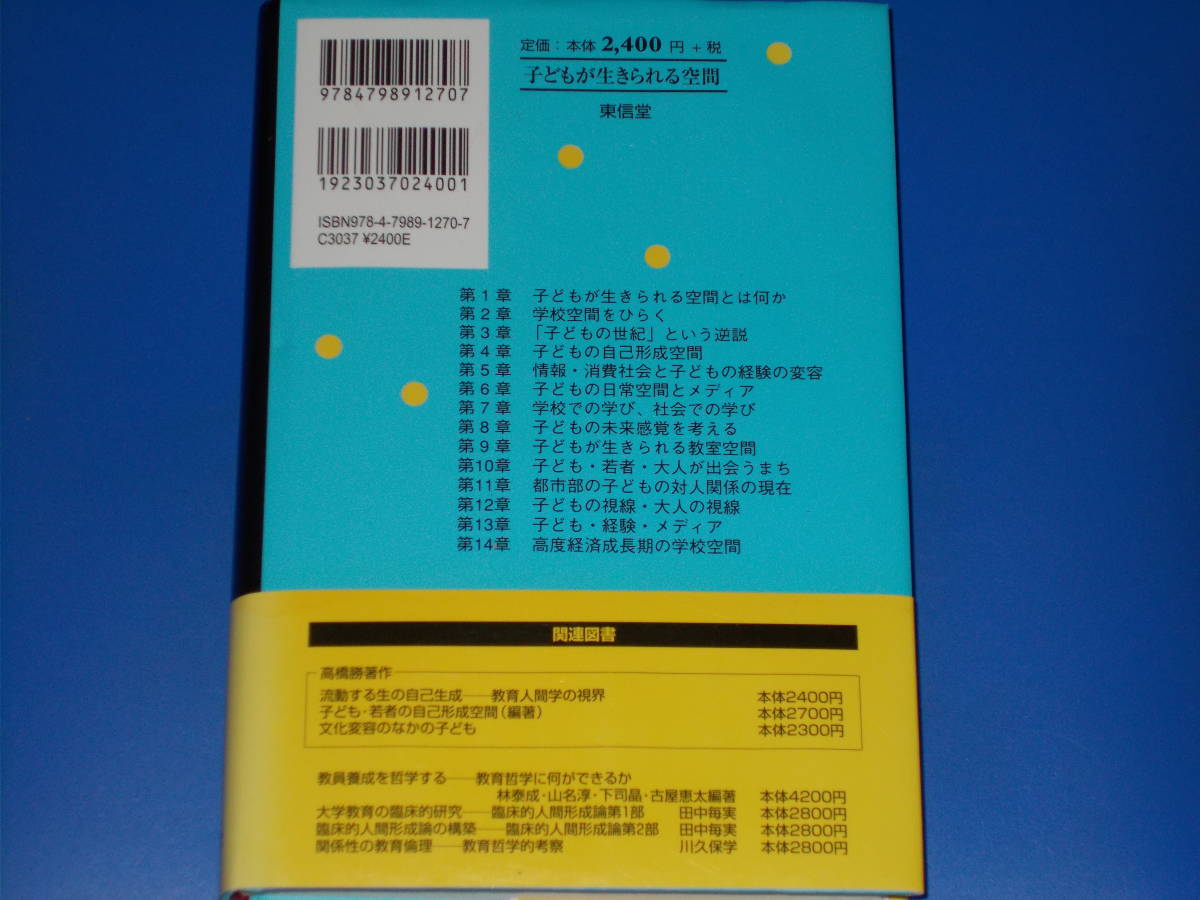 9784798912707
1923037024001
ISBN978-4-7989-1270-7
C3037 ¥2400E
定価：本体 2,400 円 + 税
子どもが生きられる空間
東信堂
第1章 子どもが生きられる空間とは何か
第2章 学校空間をひらく
第3章 「子どもの世紀」という逆説
第4章 子どもの自己形成空間
第5章 情報・消費社会と子どもの経験の変容
第6章 子どもの日常空間とメディア
第7章 学校での学び、社会での学び
第8章 子どもの未来感覚を考える
第9章 子どもが生きられる教室空間
第10章 子ども・若者・大人が出会うまち
第11章 都市部の子どもの対人関係の現在
第12章 子どもの視線・大人の視線
第13章 子ども・経験・メディア
第14章 高度経済成長期の学校空間
関連図書
高橋勝著作
流動する生の自己生成――教育人間学の視界 本体2400円
子ども・若者の自己形成空間（編著） 本体2700円
文化変容のなかの子ども 本体2300円
教員養成を哲学する――教育哲学に何ができるか
林泰成・山名淳・下司晶・古屋恵太編著 本体4200円
大学教育の臨床的研究――臨床的人間形成論第1部 田中毎実 本体2800円
臨床的人間形成論の構築――臨床的人間形成論第2部 田中毎実 本体2800円
関係性の教育倫理――教育哲学的考察 川久保学 本体2800円